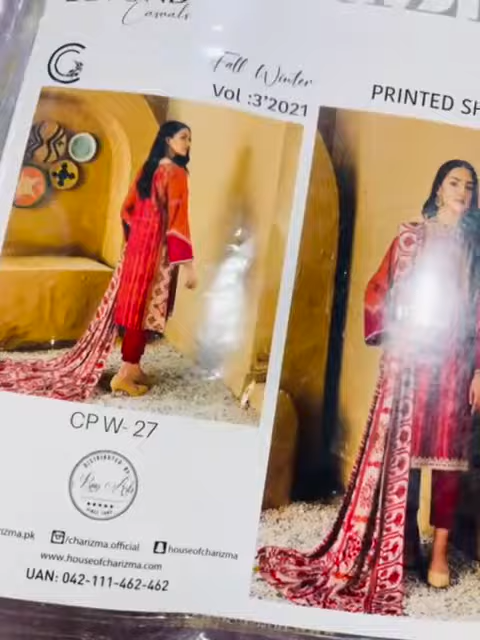 Casuals
Fall Winter
Vol :3'2021
PRINTED SH
CPW-27
DISTRIBUTED BY
rizma.pk
/charizma.official
houseofcharizma
www.houseofcharizma.com
UAN: 042-111-462-462